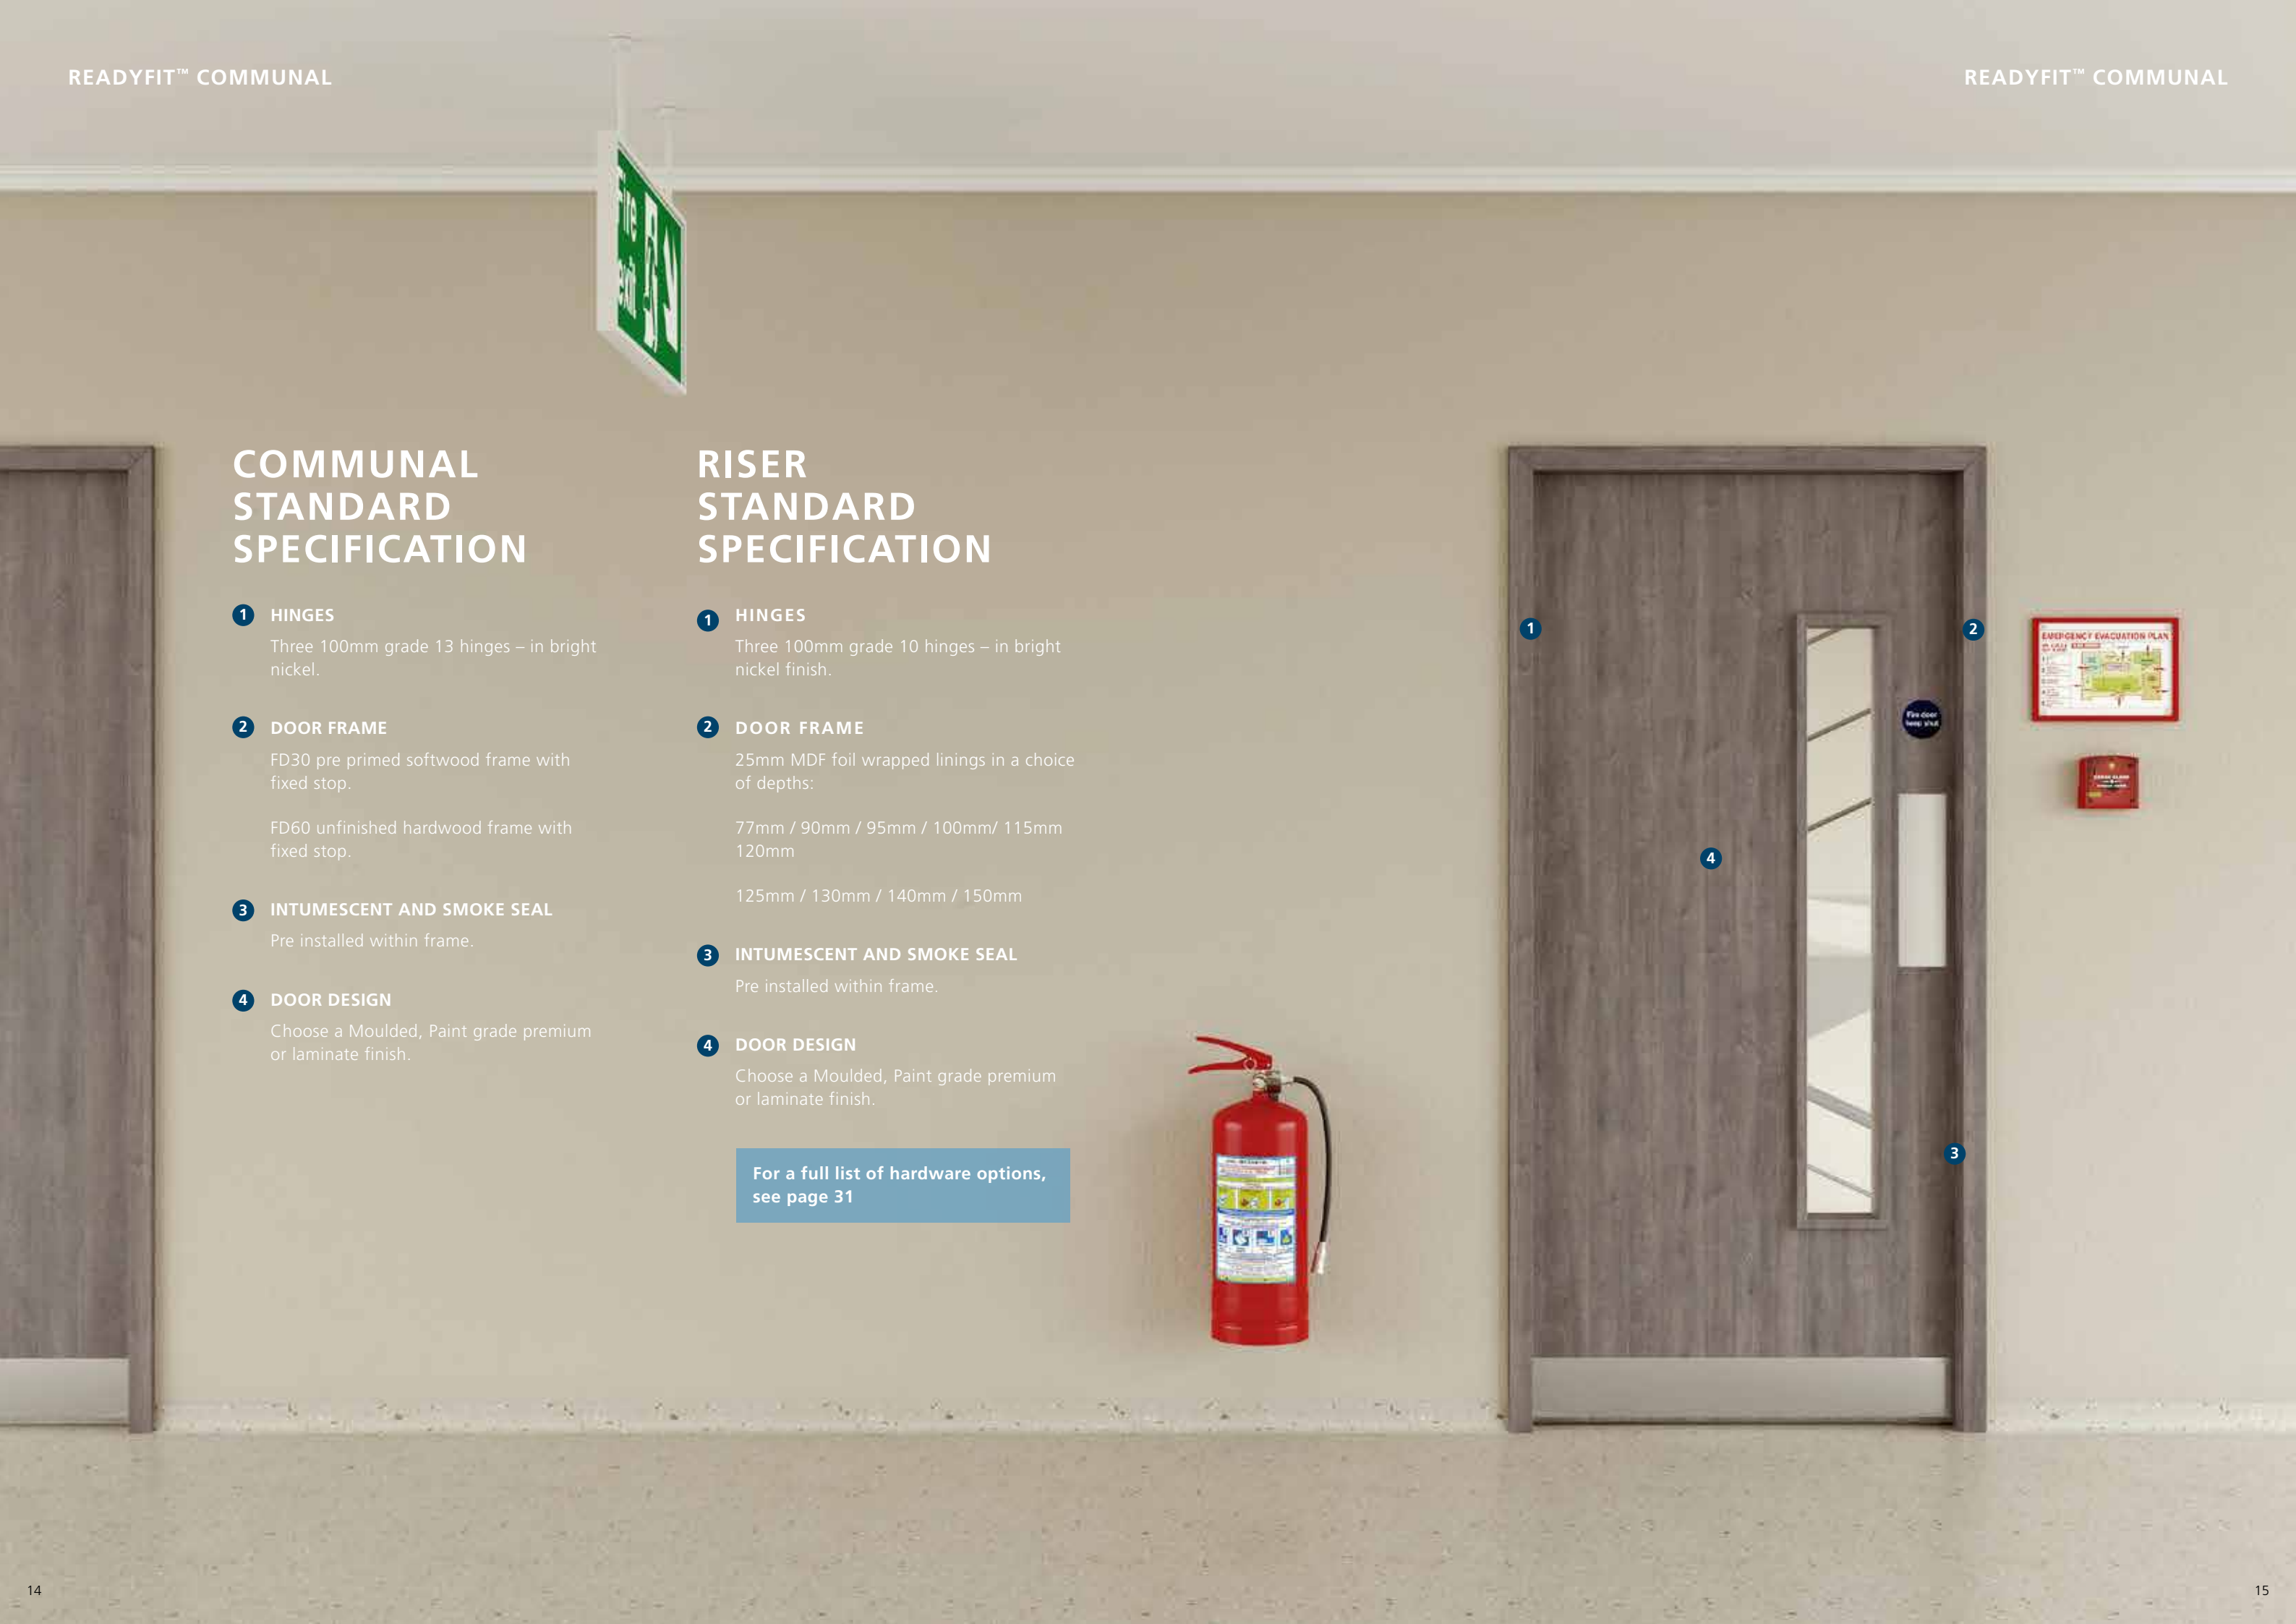 READYFIT™ COMMUNAL
READYFIT™ COMMUNAL
Fire
exit
COMMUNAL
STANDARD
SPECIFICATION
1 HINGES
Three 100mm grade 13 hinges – in bright
nickel.
2 DOOR FRAME
FD30 pre primed softwood frame with
fixed stop.
FD60 unfinished hardwood frame with
fixed stop.
3 INTUMESCENT AND SMOKE SEAL
Pre installed within frame.
4 DOOR DESIGN
Choose a Moulded, Paint grade premium
or laminate finish.
RISER
STANDARD
SPECIFICATION
1 HINGES
Three 100mm grade 10 hinges – in bright
nickel finish.
2 DOOR FRAME
25mm MDF foil wrapped linings in a choice
of depths:
77mm / 90mm / 95mm / 100mm/ 115mm
120mm
125mm / 130mm / 140mm / 150mm
3 INTUMESCENT AND SMOKE SEAL
Pre installed within frame.
4 DOOR DESIGN
Choose a Moulded, Paint grade premium
or laminate finish.
For a full list of hardware options,
see page 31
1
2
4
3
Fire door
keep shut
EMERGENCY EVACUATION PLAN
14
15